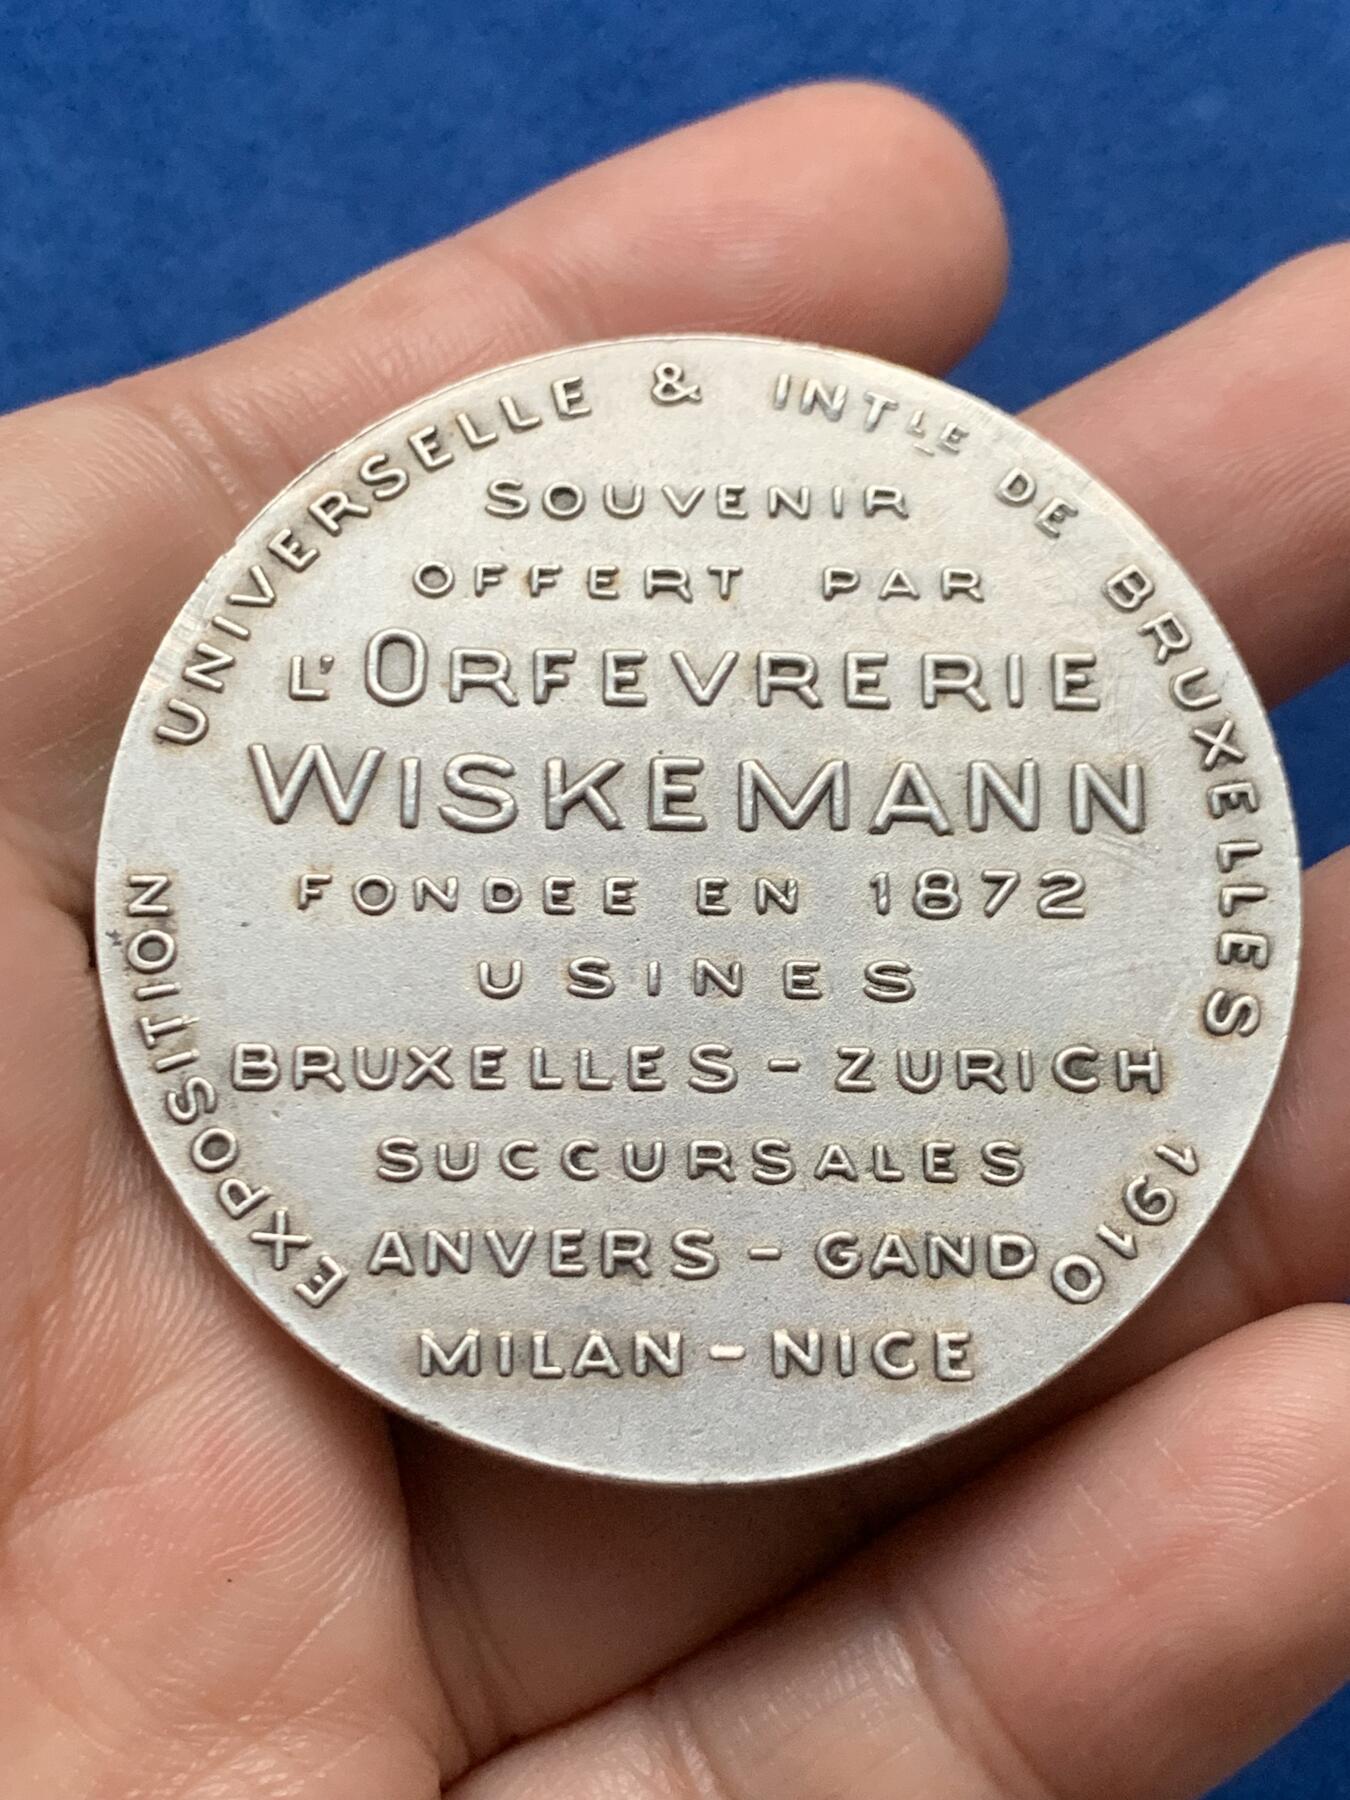 EXPOSITION UNIVERSELLE & INTLE DE BRUXELLES 1910
SOUVENIR
OFFERT PAR
L'ORFEVRERIE
WISKEMANN
FONDEE EN 1872
USINES
BRUXELLES - ZURICH
SUCCURSALES
ANVERS - GAND
MILAN - NICE